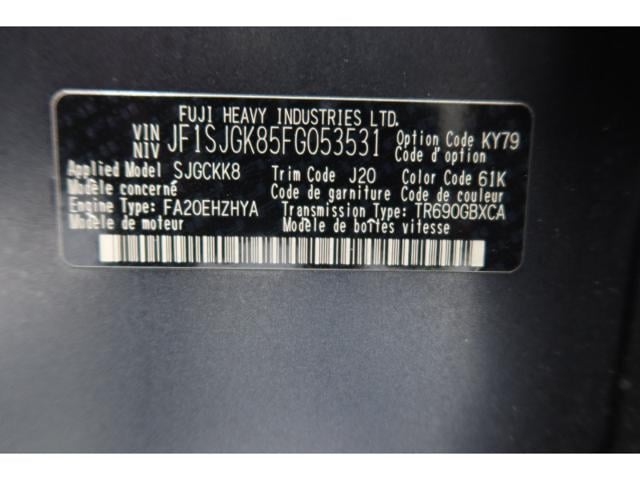 FUJI HEAVY INDUSTRIES LTD.
VIN NIV JF1SJGK85FG053531 Option Code KY79
Code d'option
Applied Model SJGCKK8 Trim Code J20 Color Code 61K
Modèle concerné Code de garniture Code de couleur
Engine Type: FA20EHZHYA Transmission Type: TR690GBXCA
Modèle de moteur Modèle de boîtes vitesse